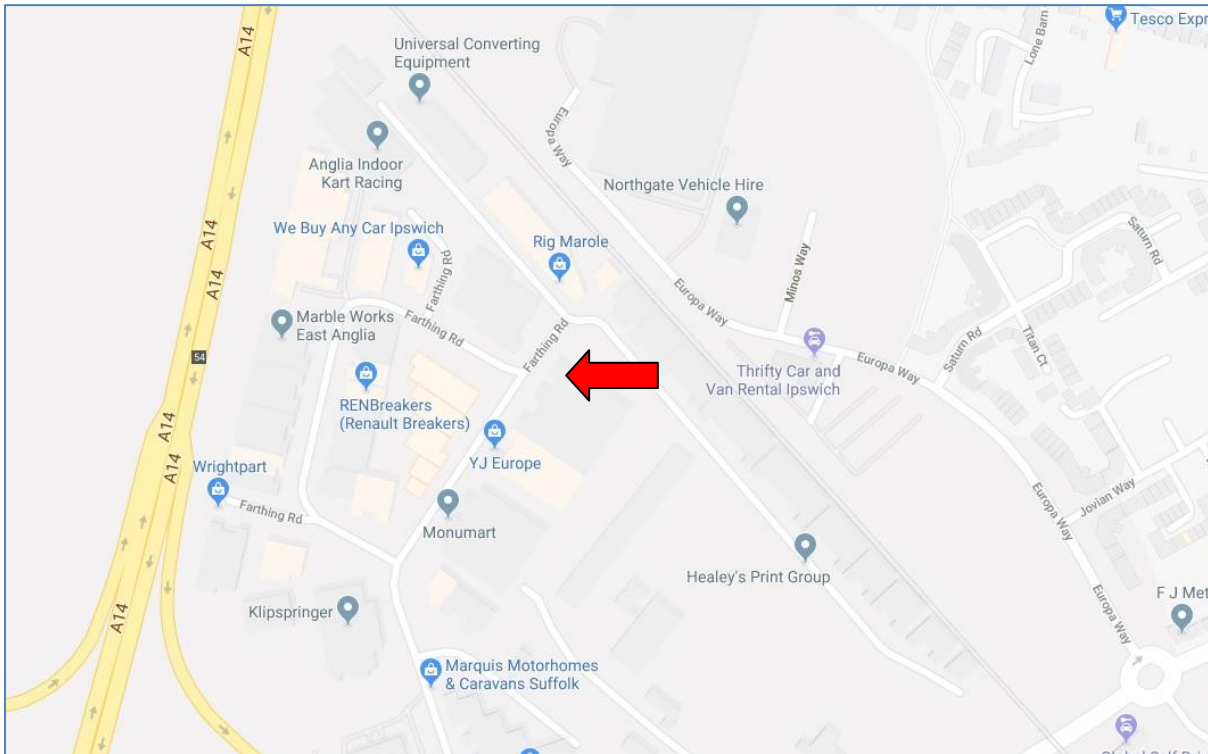 A14
Universal Converting
Equipment
Lone Barn
Tesco Expr
Europa Way
Anglia Indoor
Kart Racing
Northgate Vehicle Hire
We Buy Any Car Ipswich
A14
Rig Marole
Saturn Rd
Minos Way
Farthing Rd
A14
Europa Way
Marble Works
East Anglia
Farthing Rd
Farthing Rd
Saturn Rd
Titan Ct
54
Thrifty Car and
Van Rental Ipswich
Europa Way
RENBreakers
(Renault Breakers)
A14
YJ Europe
A14
Wrightpart
Farthing Rd
Europa Way
Jovian Way
Monumart
Healey's Print Group
Klipspringer
A14
Europa Way
F J Met
Marquis Motorhomes
& Caravans Suffolk